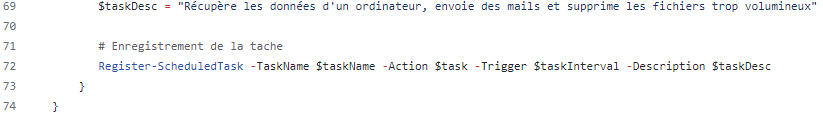 69 $taskDesc = "Récupère les données d'un ordinateur, envoie des mails et supprime les fichiers trop volumineux"
70
71 # Enregistrement de la tache
72 Register-ScheduledTask -TaskName $taskName -Action $task -Trigger $taskInterval -Description $taskDesc
73 }
74 }